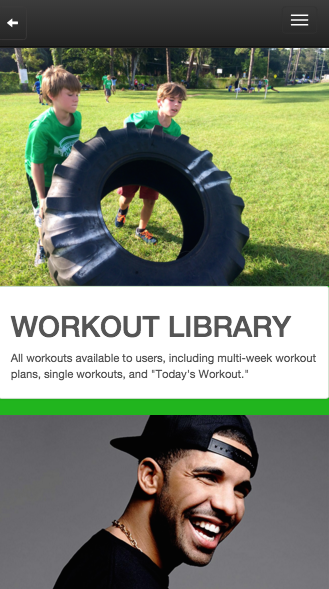 WORKOUT LIBRARY
All workouts available to users, including multi-week workout
plans, single workouts, and "Today's Workout."